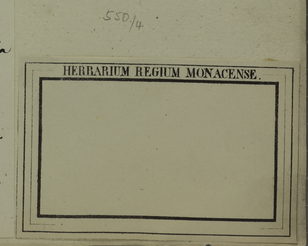 550/4
HERBARIUM REGIUM MONACENSE.